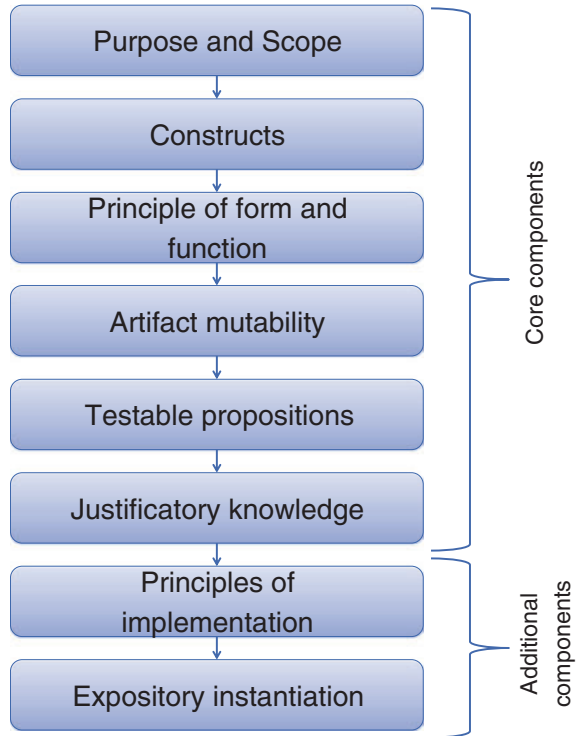 Purpose and Scope
Constructs
Principle of form and
function
Artifact mutability
Testable propositions
Justificatory knowledge
Principles of
implementation
Expository instantiation
Core components
Additional
components